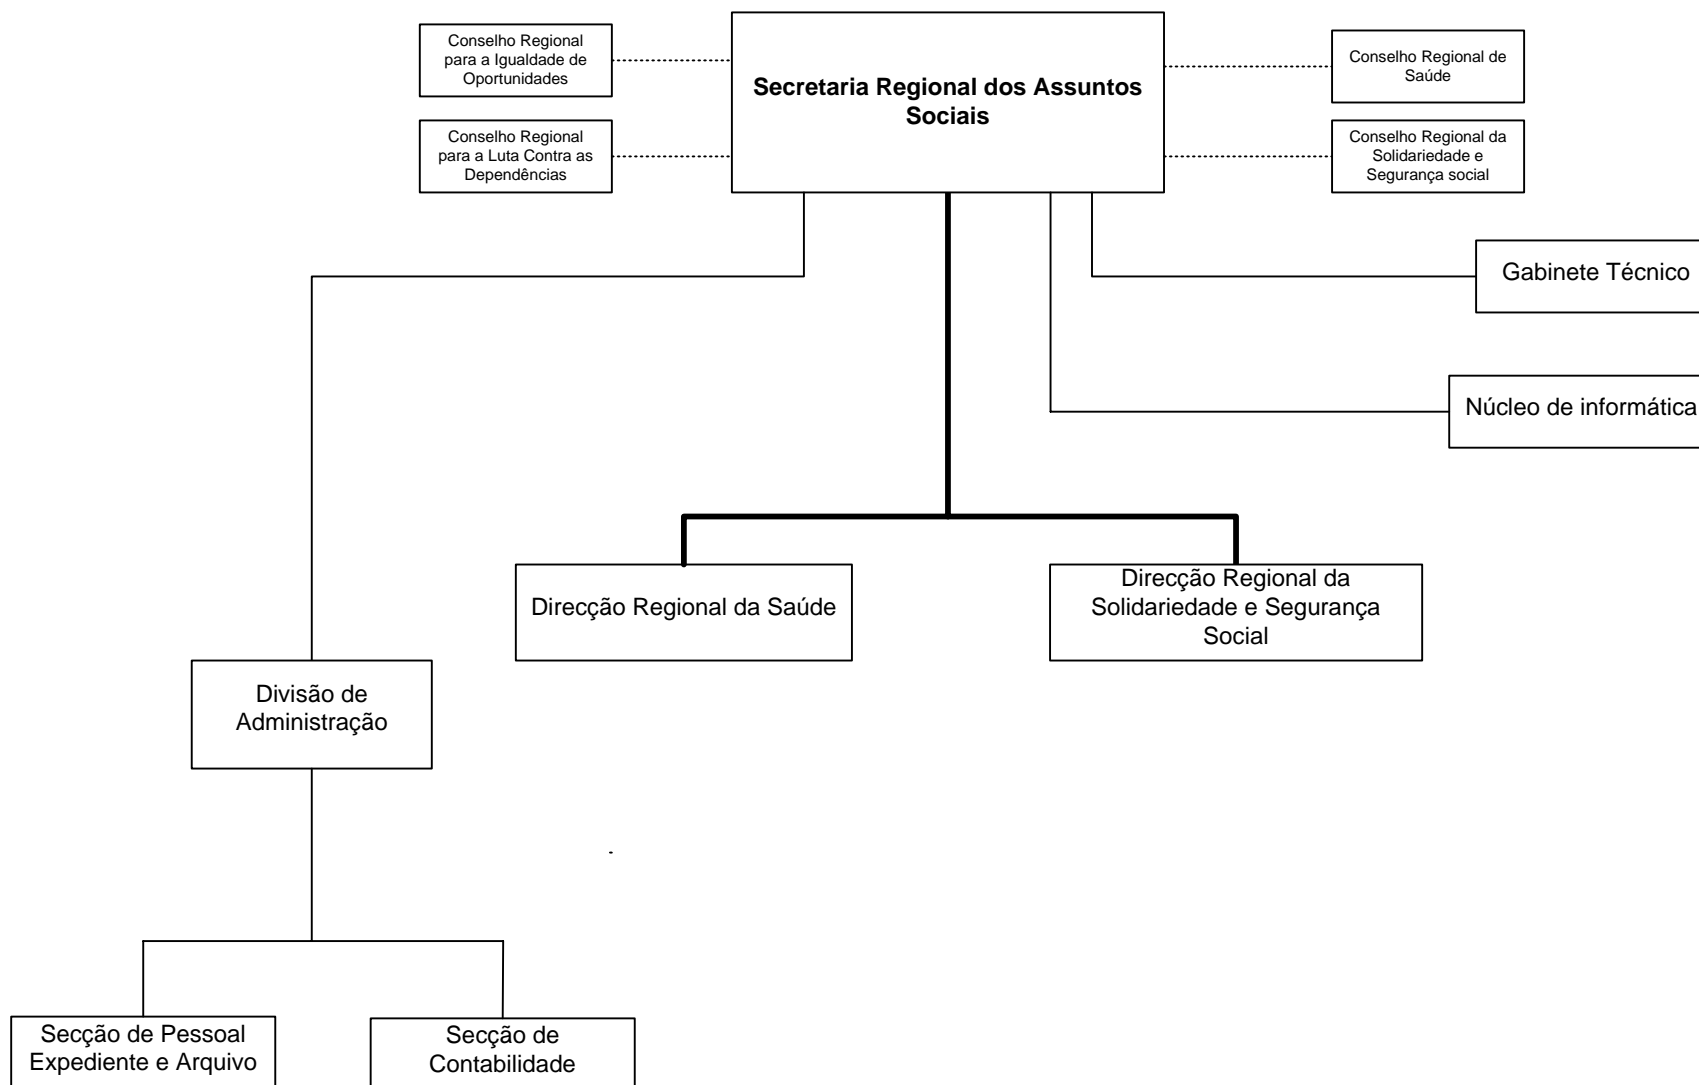 Conselho Regional
para a Igualdade de
Oportunidades
Secretaria Regional dos Assuntos
Sociais
Conselho Regional de
Saúde
Conselho Regional
para a Luta Contra as
Dependências
Conselho Regional da
Solidariedade e
Segurança social
Gabinete Técnico
Núcleo de informática
Direcção Regional da Saúde
Direcção Regional da
Solidariedade e Segurança
Social
Divisão de
Administração
Secção de Pessoal
Expediente e Arquivo
Secção de
Contabilidade